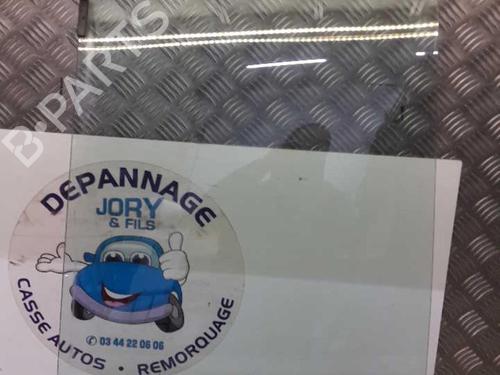 B-PARTS
DEPANNAGE
JORY
& FILS
03 44 22 06 06
CASSE AUTOS • REMORQUAGE